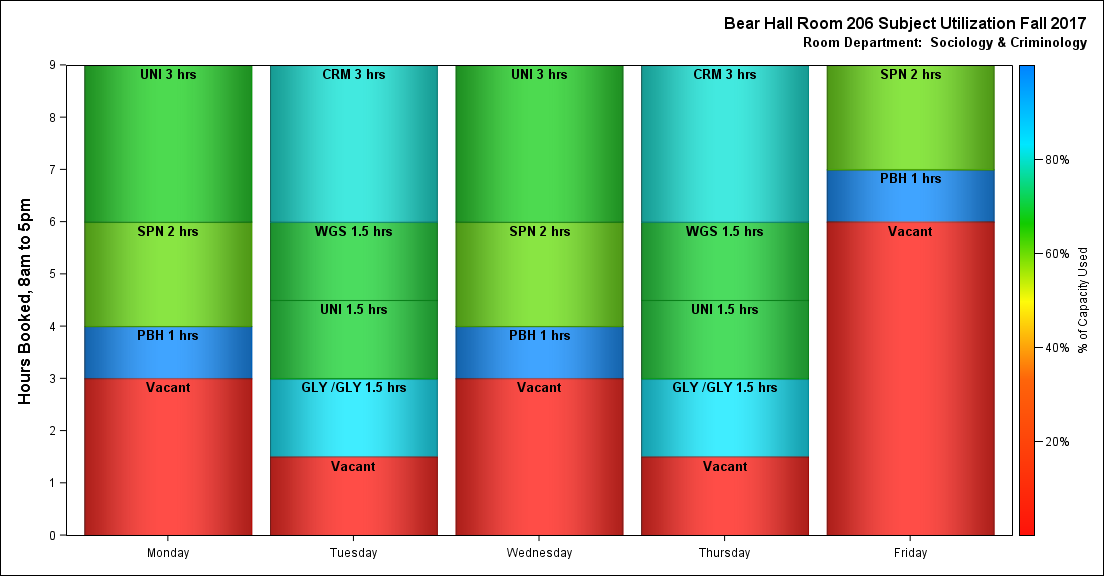 Bear Hall Room 206 Subject Utilization Fall 2017
Room Department:  Sociology & Criminology
Hours Booked, 8am to 5pm
9
8
7
6
5
4
3
2
1
0
UNI 3 hrs
SPN 2 hrs
PBH 1 hrs
Vacant
Monday
CRM 3 hrs
WGS 1.5 hrs
UNI 1.5 hrs
GLY /GLY 1.5 hrs
Vacant
Tuesday
UNI 3 hrs
SPN 2 hrs
PBH 1 hrs
Vacant
Wednesday
CRM 3 hrs
WGS 1.5 hrs
UNI 1.5 hrs
GLY /GLY 1.5 hrs
Vacant
Thursday
SPN 2 hrs
PBH 1 hrs
Vacant
Friday
80%
60%
40%
20%
% of Capacity Used